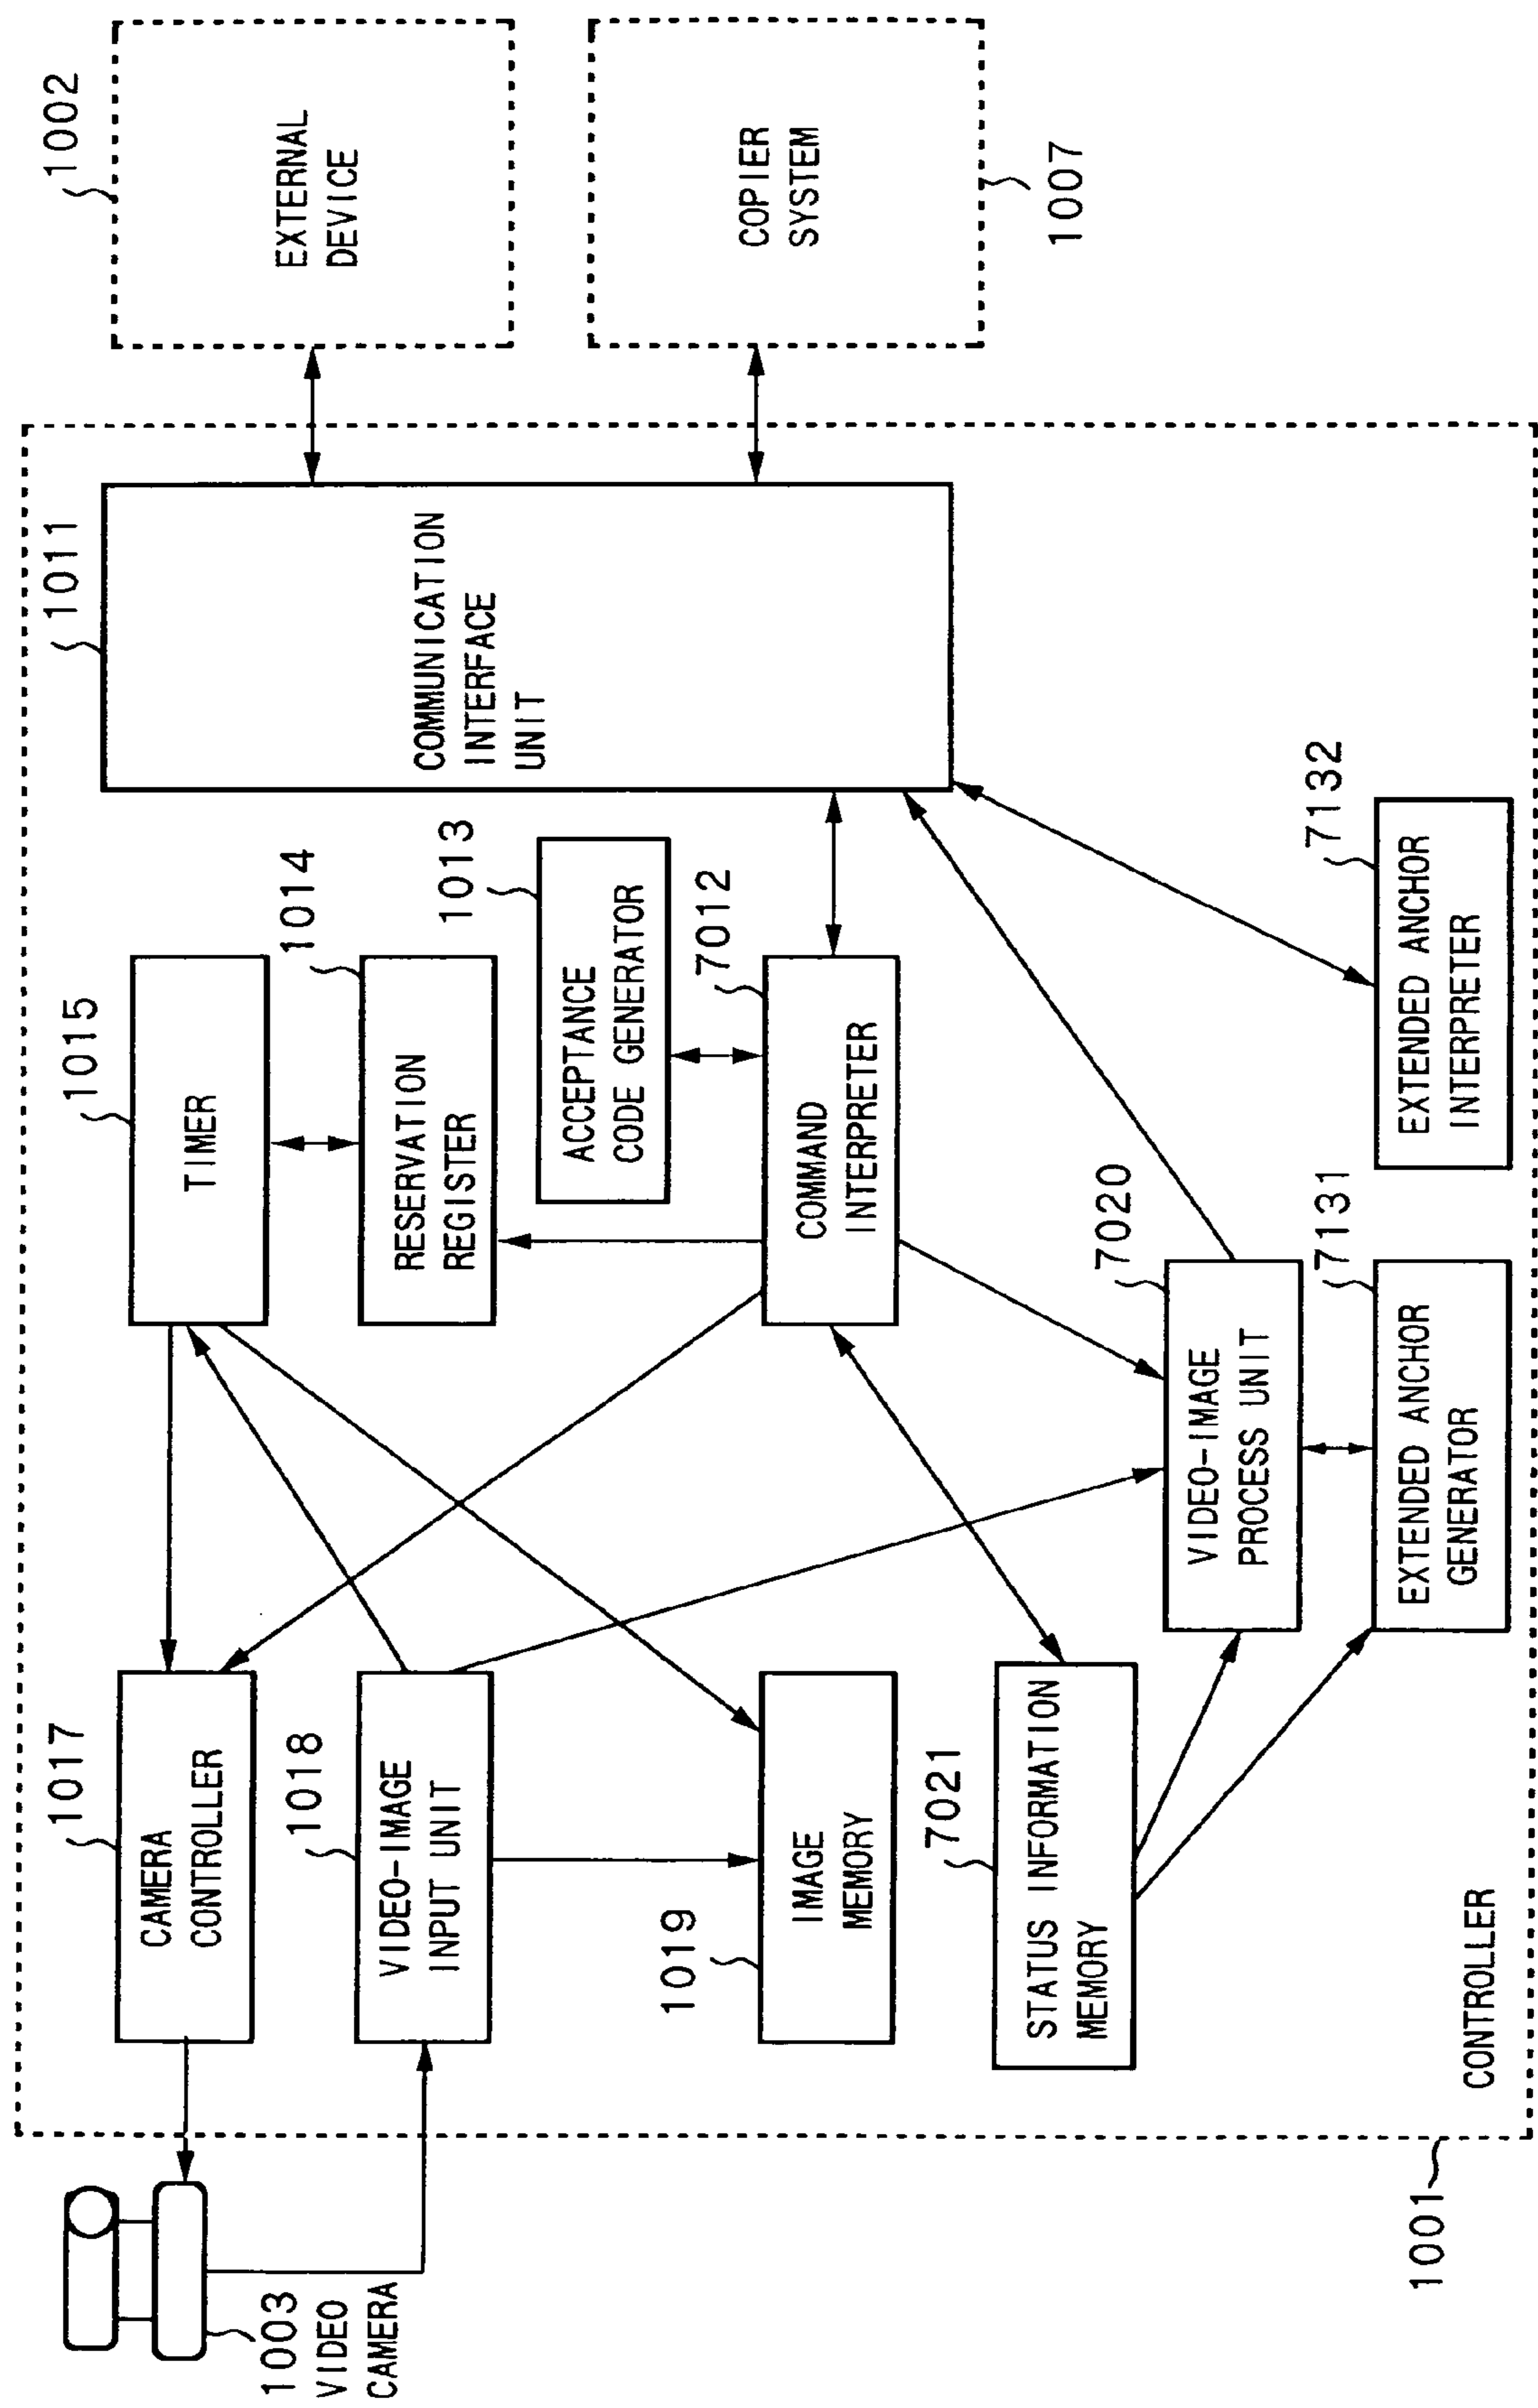 1003
VIDEO
CAMERA
1017
CAMERA
CONTROLLER
1018
VIDEO-IMAGE
INPUT UNIT
1019
IMAGE
MEMORY
7021
STATUS INFORMATION
MEMORY
CONTROLLER
1001
1015
TIMER
1014
RESERVATION
REGISTER
1013
ACCEPTANCE
CODE GENERATOR
7012
COMMAND
INTERPRETER
7020
VIDEO-IMAGE
PROCESS UNIT
7131
EXTENDED ANCHOR
GENERATOR
7132
EXTENDED ANCHOR
INTERPRETER
1011
COMMUNICATION
INTERFACE
UNIT
1002
EXTERNAL
DEVICE
COPIER
SYSTEM
1007